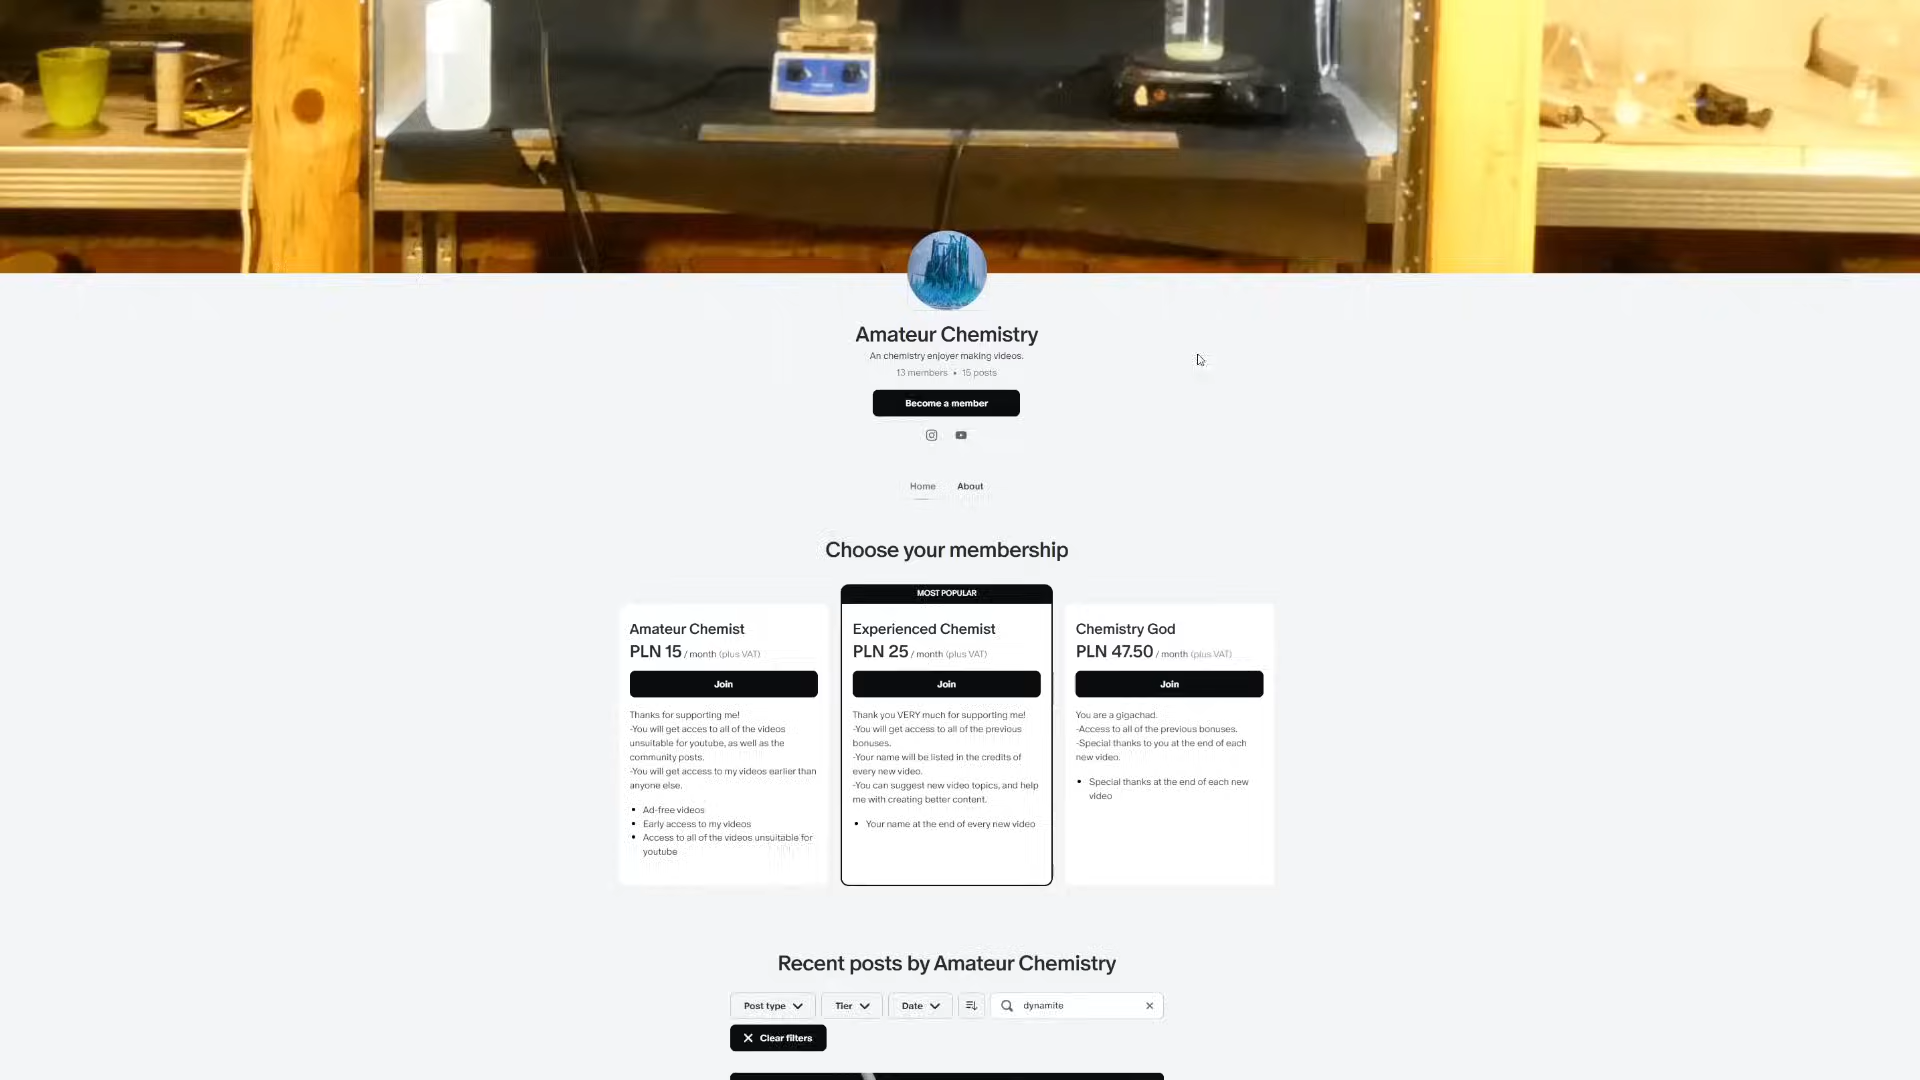 Amateur Chemistry
An chemistry enjoyer making videos.
13 members • 15 posts
Become a member
Home
About
Choose your membership
MOST POPULAR
Amateur Chemist
PLN 15 / month (plus VAT)
Join
Thanks for supporting me!
-You will get acces to all of the videos
unsuitable for youtube, as well as the
community posts.
-You will get access to my videos earlier than
anyone else.
• Ad-free videos
• Early access to my videos
• Access to all of the videos unsuitable for
youtube
Experienced Chemist
PLN 25 / month (plus VAT)
Join
Thank you VERY much for supporting me!
-You will get access to all of the previous
bonuses.
-Your name will be listed in the credits of
every new video.
-You can suggest new video topics, and help
me with creating better content.
• Your name at the end of every new video
Chemistry God
PLN 47.50 / month (plus VAT)
Join
You are a gigachad.
-Access to all of the previous bonuses.
-Special thanks to you at the end of each
new video.
• Special thanks at the end of each new
video
Recent posts by Amateur Chemistry
Post type
Tier
Date
dynamite
Clear filters